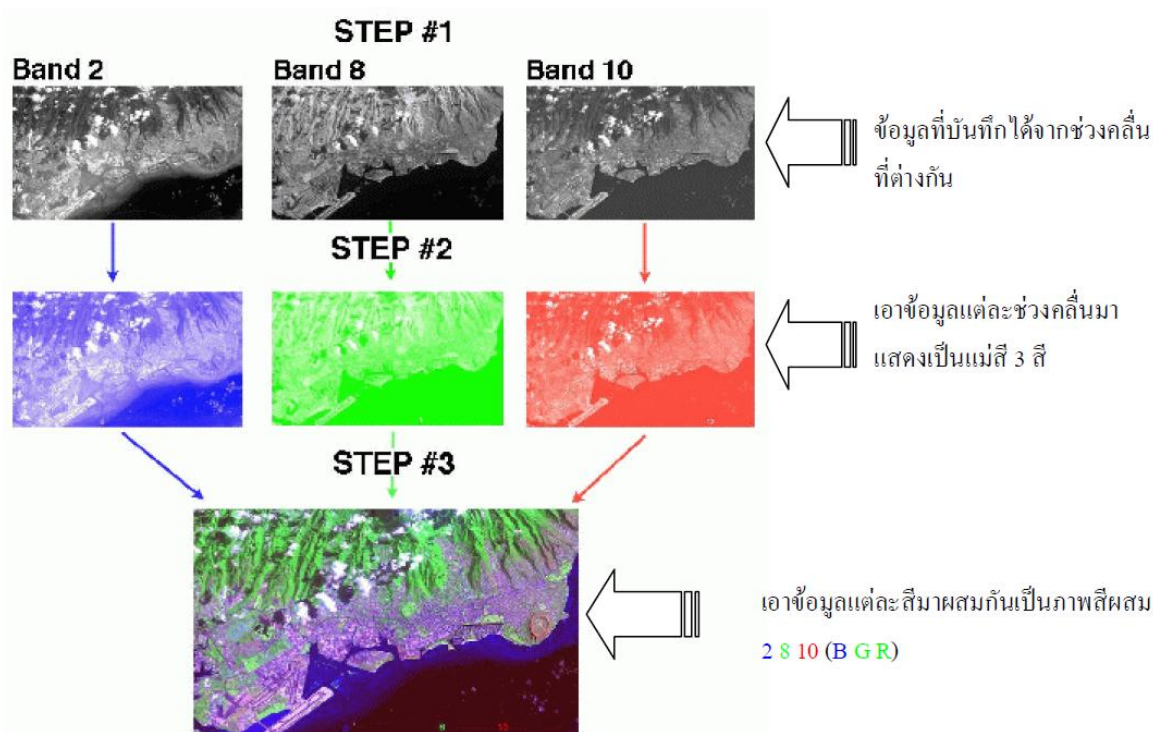 STEP #1
Band 2
Band 8
Band 10
ข้อมูลที่บันทึกได้จากช่วงคลื่น
ที่ต่างกัน
STEP #2
เอาข้อมูลแต่ละช่วงคลื่นมา
แสดงเป็นแม่สี 3 สี
STEP #3
เอาข้อมูลแต่ละสีมาผสมกันเป็นภาพสีผสม
2 8 10 (B G R)
8
10